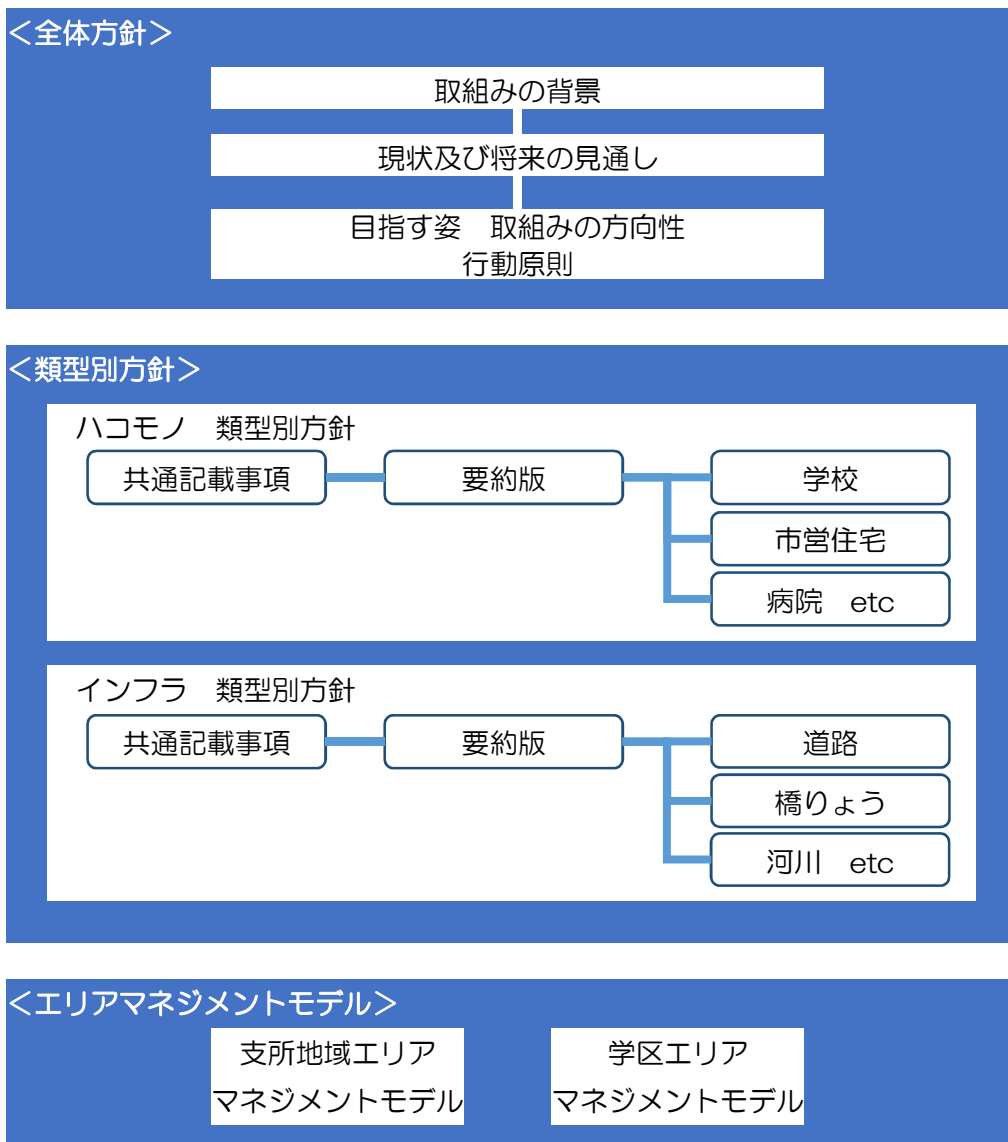 ＜全体方針＞
取組みの背景
現状及び将来の見通し
目指す姿　取組みの方向性
行動原則
＜類型別方針＞
ハコモノ　類型別方針
共通記載事項
要約版
学校
市営住宅
病院　etc
インフラ　類型別方針
共通記載事項
要約版
道路
橋りょう
河川　etc
＜エリアマネジメントモデル＞
支所地域エリア
マネジメントモデル
学区エリア
マネジメントモデル